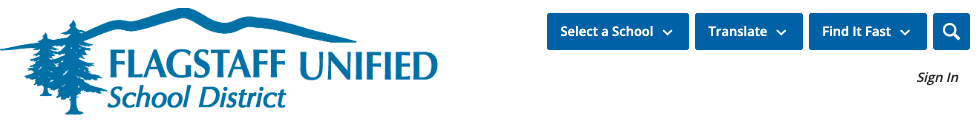 Select a School
Translate
Find It Fast
FLAGSTAFF UNIFIED
School District
Sign In